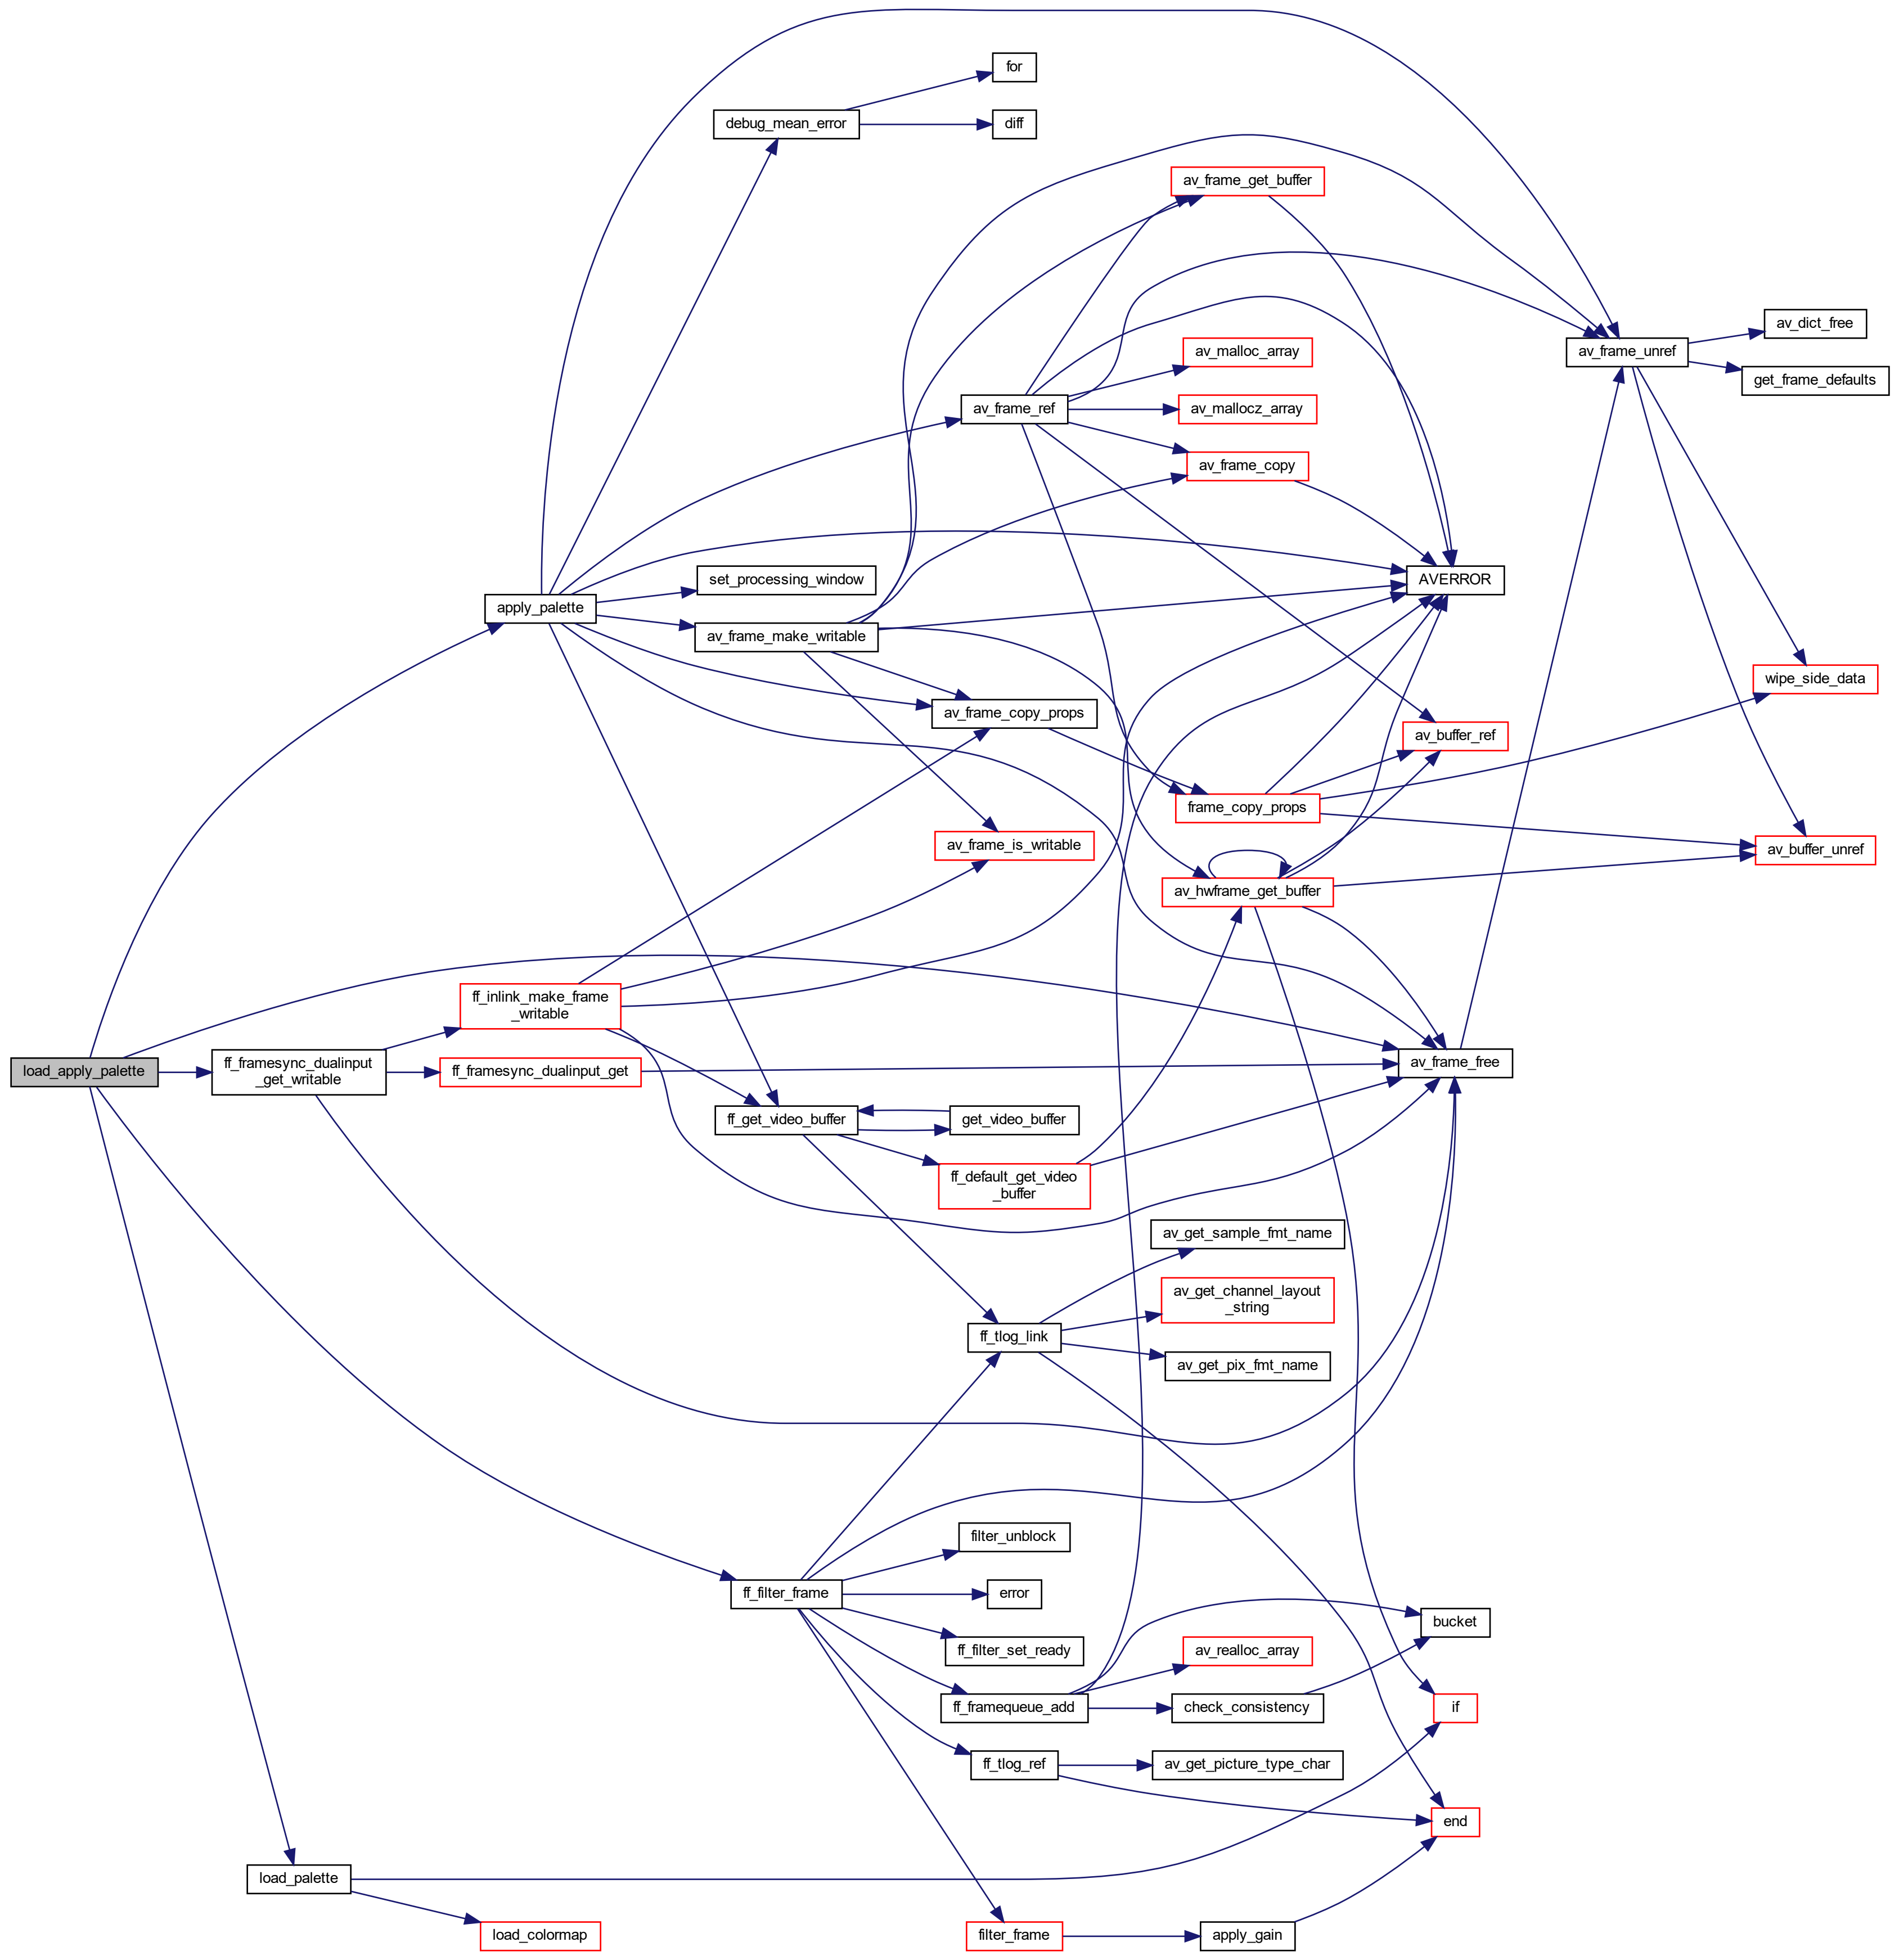 for
debug_mean_error
diff
av_frame_get_buffer
av_dict_free
av_frame_unref
av_malloc_array
get_frame_defaults
av_frame_ref
av_mallocz_array
av_frame_copy
set_processing_window
AVERROR
apply_palette
av_frame_make_writable
wipe_side_data
av_frame_copy_props
av_buffer_ref
frame_copy_props
av_frame_is_writable
av_buffer_unref
av_hwframe_get_buffer
ff_inlink_make_frame
_writable
av_frame_free
load_apply_palette
ff_framesync_dualinput
_get_writable
ff_framesync_dualinput_get
ff_get_video_buffer
get_video_buffer
ff_default_get_video
_buffer
av_get_sample_fmt_name
av_get_channel_layout
_string
ff_tlog_link
av_get_pix_fmt_name
filter_unblock
ff_filter_frame
error
bucket
ff_filter_set_ready
av_realloc_array
ff_framequeue_add
check_consistency
if
ff_tlog_ref
av_get_picture_type_char
end
load_palette
load_colormap
filter_frame
apply_gain